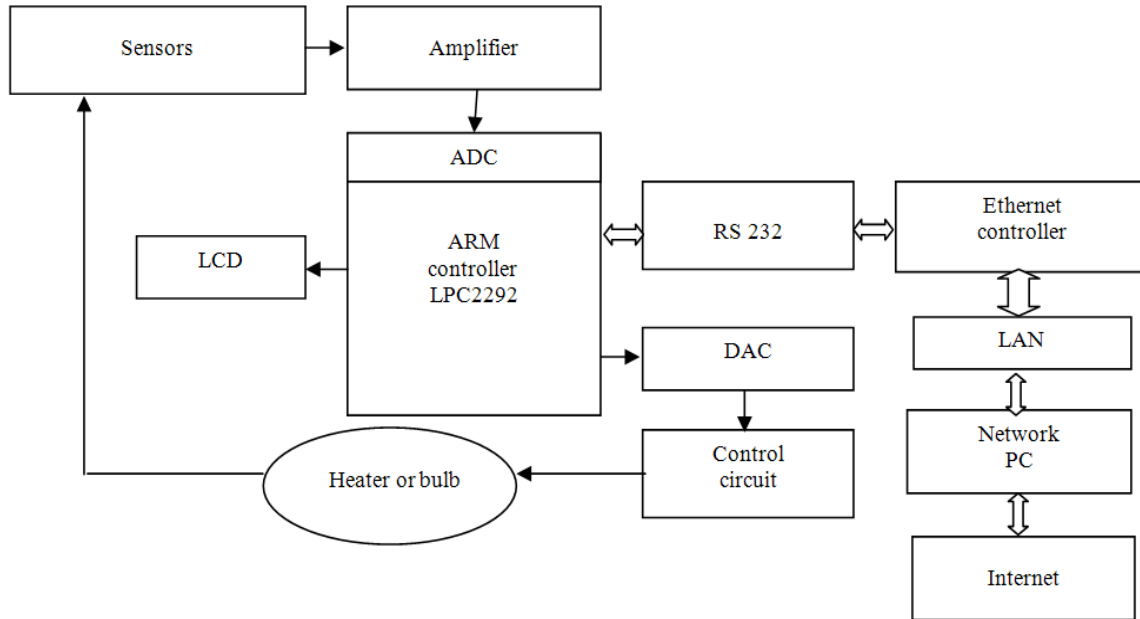 Sensors
Amplifier
ADC
ARM
controller
LPC2292
LCD
RS 232
Ethernet
controller
LAN
DAC
Network
PC
Control
circuit
Heater or bulb
Internet